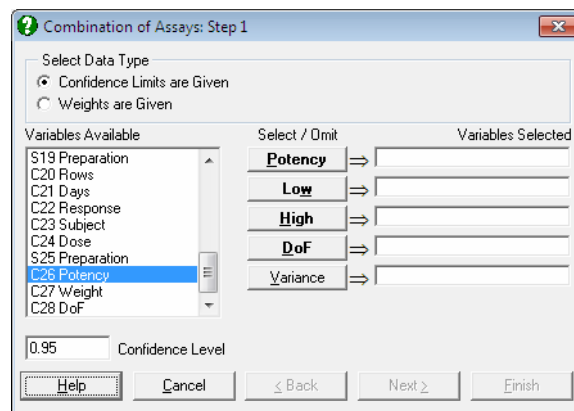 Combination of Assays: Step 1
Select Data Type
Confidence Limits are Given
Weights are Given
Variables Available
Select / Omit
Variables Selected
S19 Preparation
C20 Rows
C21 Days
C22 Response
C23 Subject
C24 Dose
S25 Preparation
C26 Potency
C27 Weight
C28 DoF
Potency
Low
High
DoF
Variance
0.95 Confidence Level
Help Cancel < Back Next > Finish